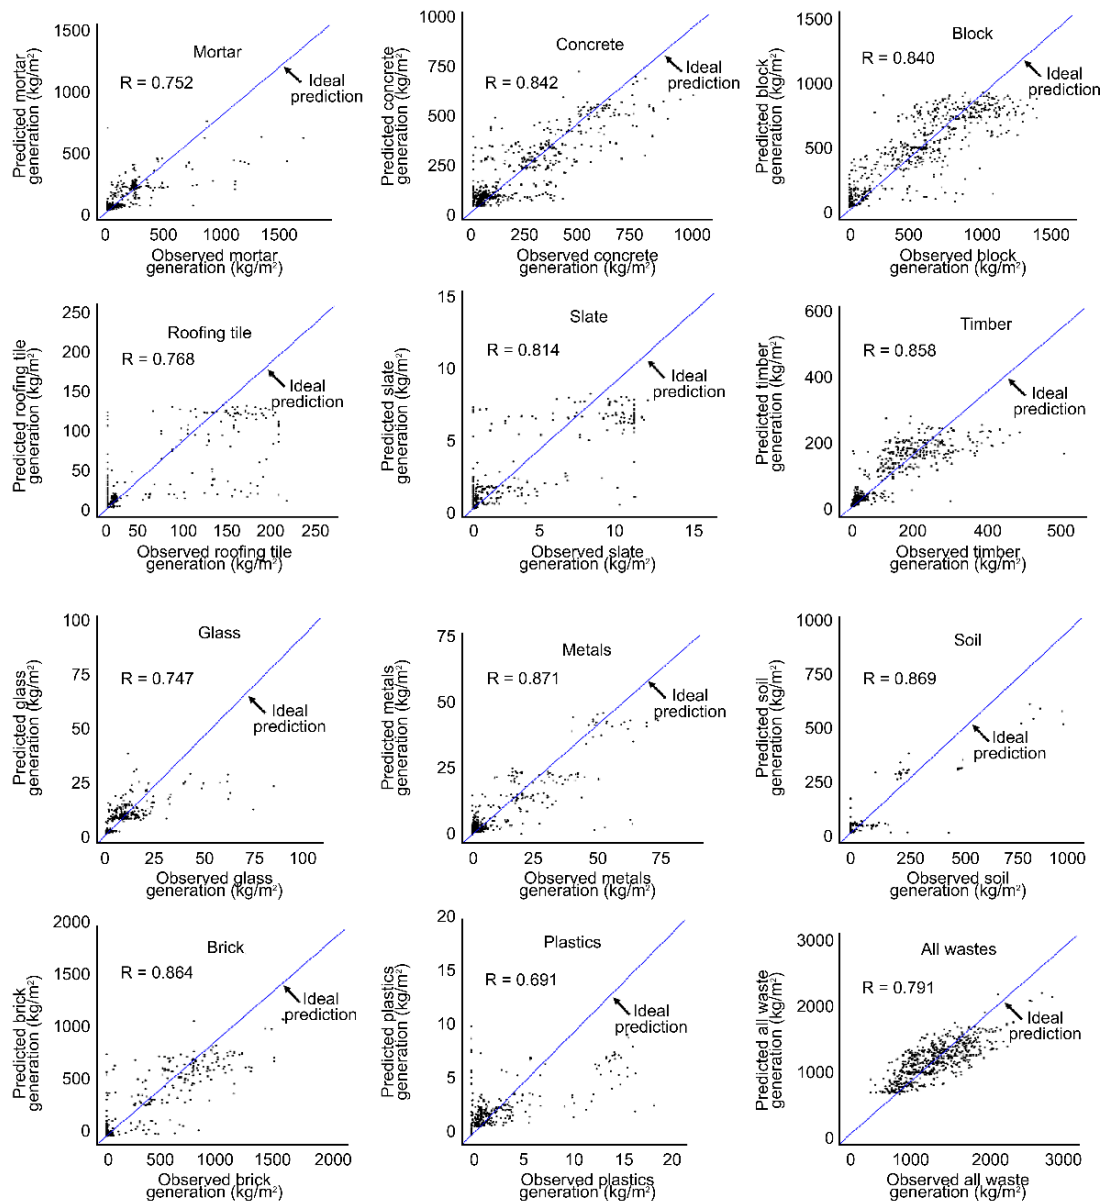 Mortar
R = 0.752
Ideal
prediction
Predicted mortar
generation (kg/m²)
1500
1000
500
0
0 500 1000 1500
Observed mortar
generation (kg/m²)
Concrete
R = 0.842
Ideal
prediction
Predicted concrete
generation (kg/m²)
1000
750
500
250
0
0 250 500 750 1000
Observed concrete
generation (kg/m²)
Block
R = 0.840
Ideal
prediction
Predicted block
generation (kg/m²)
1500
1000
500
0
0 500 1000 1500
Observed block
generation (kg/m²)
Roofing tile
R = 0.768
Ideal
prediction
Predicted roofing tile
generation (kg/m²)
250
200
150
100
50
0
0 50 100 150 200 250
Observed roofing tile
generation (kg/m²)
Slate
R = 0.814
Ideal
prediction
Predicted slate
generation (kg/m²)
15
10
5
0
0 5 10 15
Observed slate
generation (kg/m²)
Timber
R = 0.858
Ideal
prediction
Predicted timber
generation (kg/m²)
600
400
200
0
0 200 400 500
Observed timber
generation (kg/m²)
Glass
R = 0.747
Ideal
prediction
Predicted glass
generation (kg/m²)
100
75
50
25
0
0 25 50 75 100
Observed glass
generation (kg/m²)
Metals
R = 0.871
Ideal
prediction
Predicted metals
generation (kg/m²)
75
50
25
0
0 25 50 75
Observed metals
generation (kg/m²)
Soil
R = 0.869
Ideal
prediction
Predicted soil
generation (kg/m²)
1000
750
500
250
0
0 250 500 750 1000
Observed soil
generation (kg/m²)
Brick
R = 0.864
Ideal
prediction
Predicted brick
generation (kg/m²)
2000
1500
1000
500
0
0 500 1000 1500 2000
Observed brick
generation (kg/m²)
Plastics
R = 0.691
Ideal
prediction
Predicted plastics
generation (kg/m²)
20
15
10
5
0
0 5 10 15 20
Observed plastics
generation (kg/m²)
All wastes
R = 0.791
Ideal
prediction
Predicted all waste
generation (kg/m²)
3000
2000
1000
0
0 1000 2000 3000
Observed all waste
generation (kg/m²)